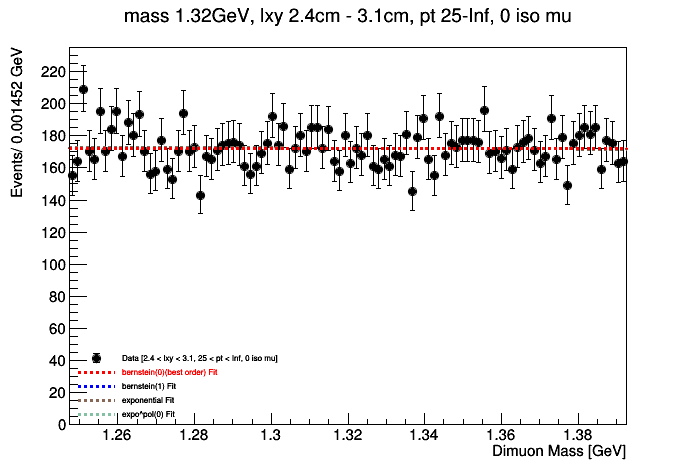 mass 1.32GeV, lxy 2.4cm - 3.1cm, pt 25-Inf, 0 iso mu
Events/ 0.001452 GeV
220
200
180
160
140
120
100
80
60
40
20
0
Data [2.4 < lxy < 3.1, 25 < pt < Inf, 0 iso mu]
bernstein(0)(best order) Fit
bernstein(1) Fit
exponential Fit
expo^pol(0) Fit
1.26 1.28 1.3 1.32 1.34 1.36 1.38
Dimuon Mass [GeV]